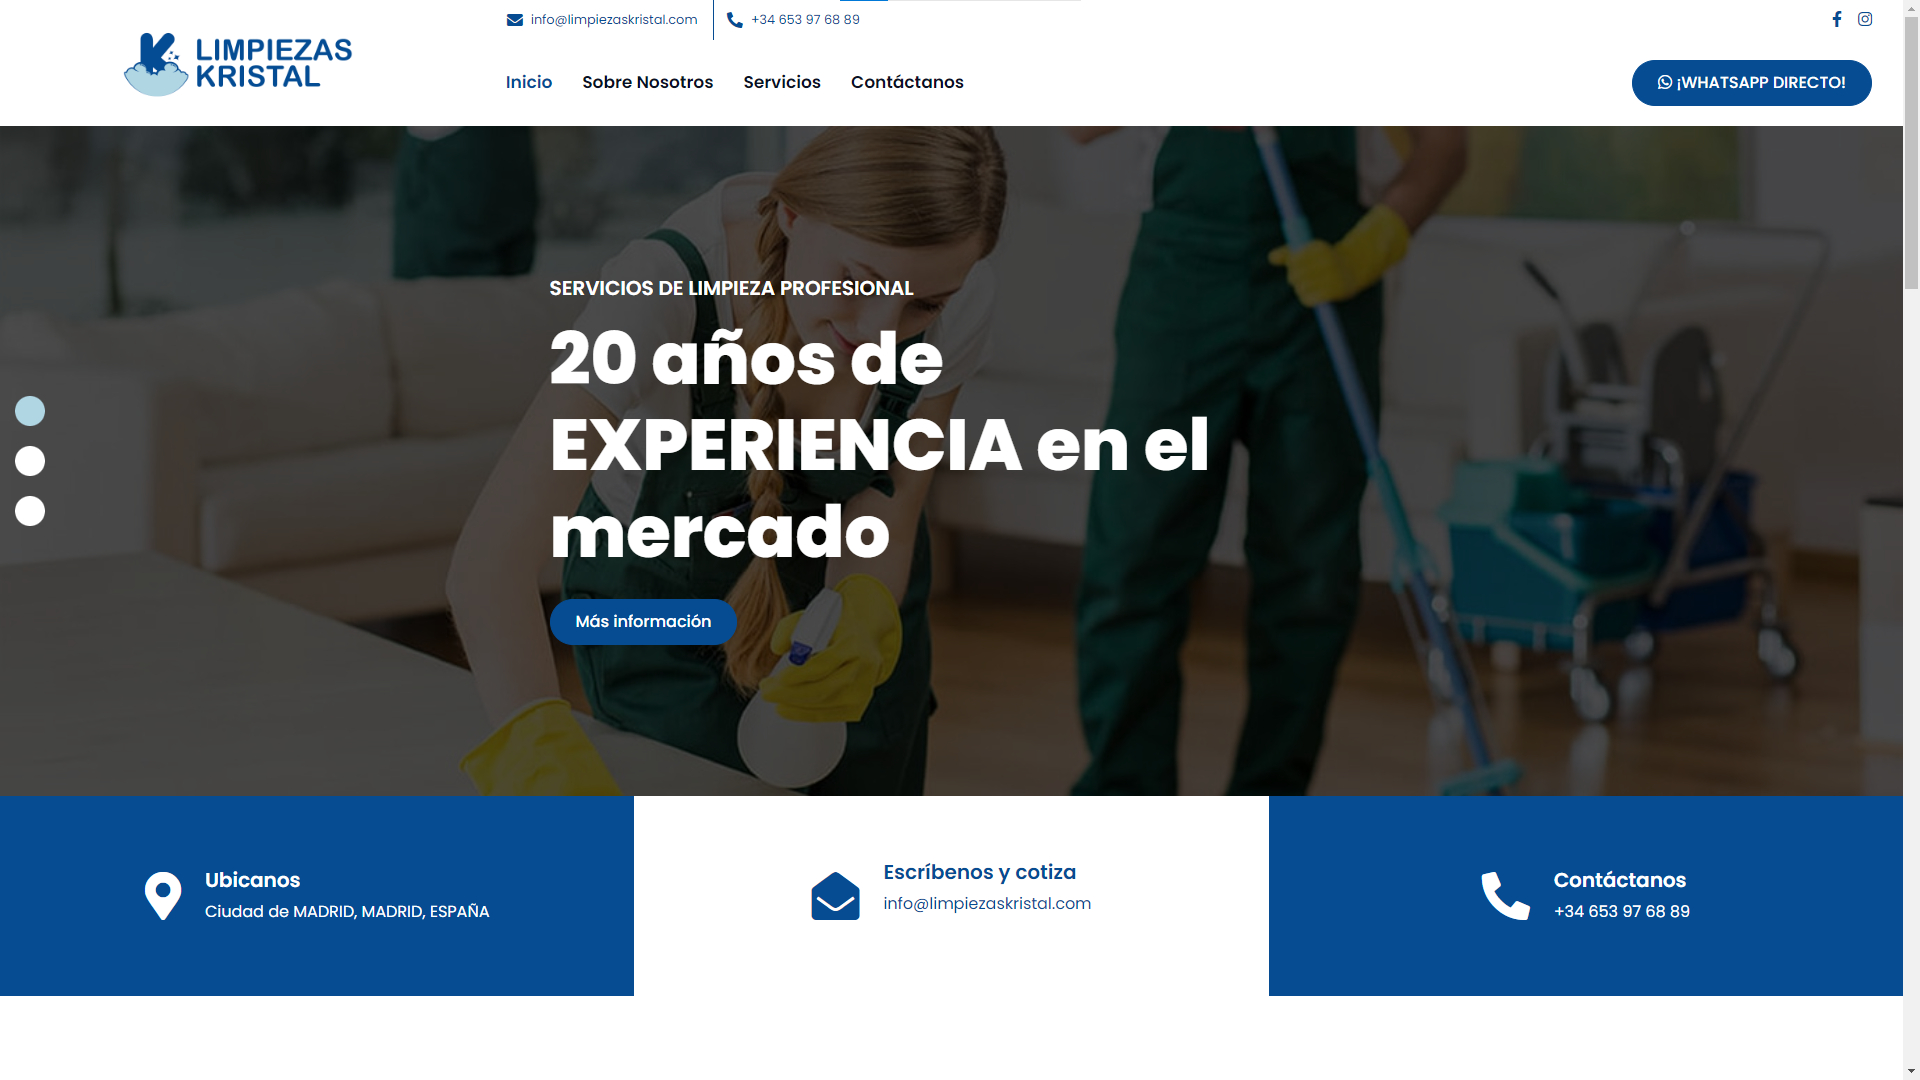 info@limpiezaskristal.com
+34 653 97 68 89
LIMPIEZAS
KRISTAL
Inicio
Sobre Nosotros
Servicios
Contáctanos
¡WHATSAPP DIRECTO!
SERVICIOS DE LIMPIEZA PROFESIONAL
20 años de
EXPERIENCIA en el
mercado
Más información
Ubicanos
Ciudad de MADRID, MADRID, ESPAÑA
Escríbenos y cotiza
info@limpiezaskristal.com
Contáctanos
+34 653 97 68 89